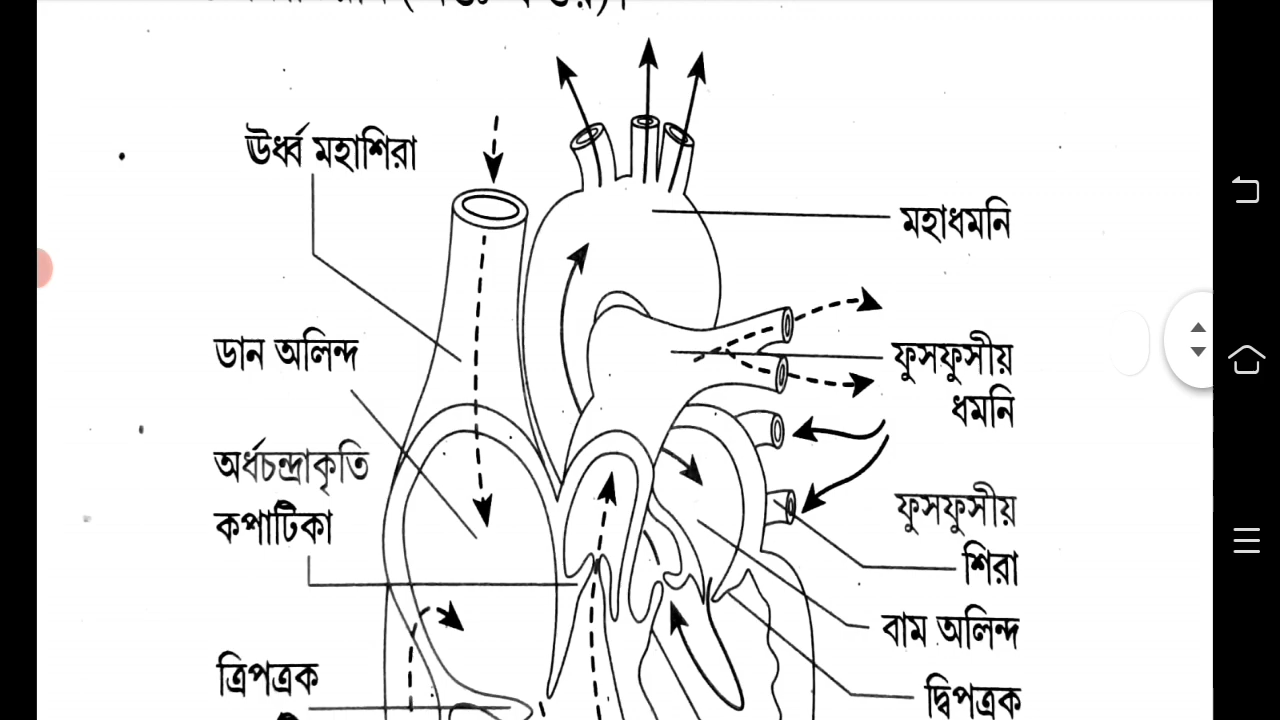 ঊর্ধ্ব মহাশিরা
মহাধমনি
ডান অলিন্দ
ফুসফুসীয়
ধমনি
অর্ধচন্দ্রাকৃতি
কপাটিকা
ফুসফুসীয়
শিরা
বাম অলিন্দ
ত্রিপত্রক
দ্বিপত্রক